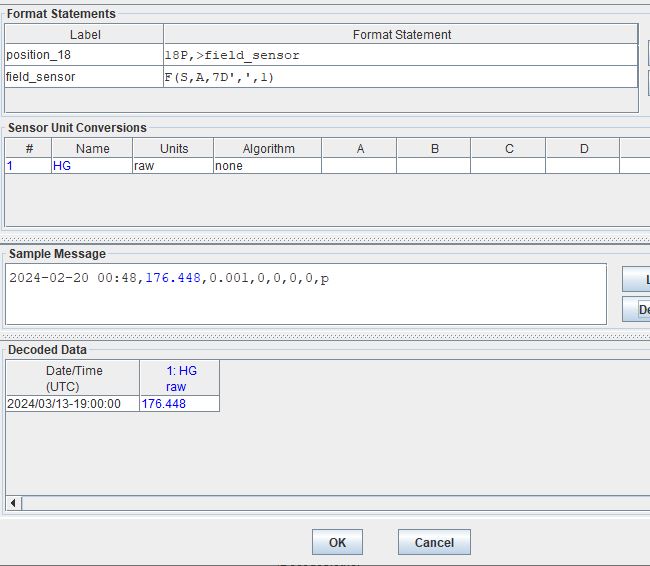 Format Statements
Label Format Statement
position_18 18P,>field_sensor
field_sensor F(S,A,7D',',1)
Sensor Unit Conversions
# Name Units Algorithm A B C D
1 HG raw none
Sample Message
2024-02-20 00:48,176.448,0.001,0,0,0,0,p
De
Decoded Data
Date/Time 1: HG
(UTC) raw
2024/03/13-19:00:00 176.448
OK Cancel